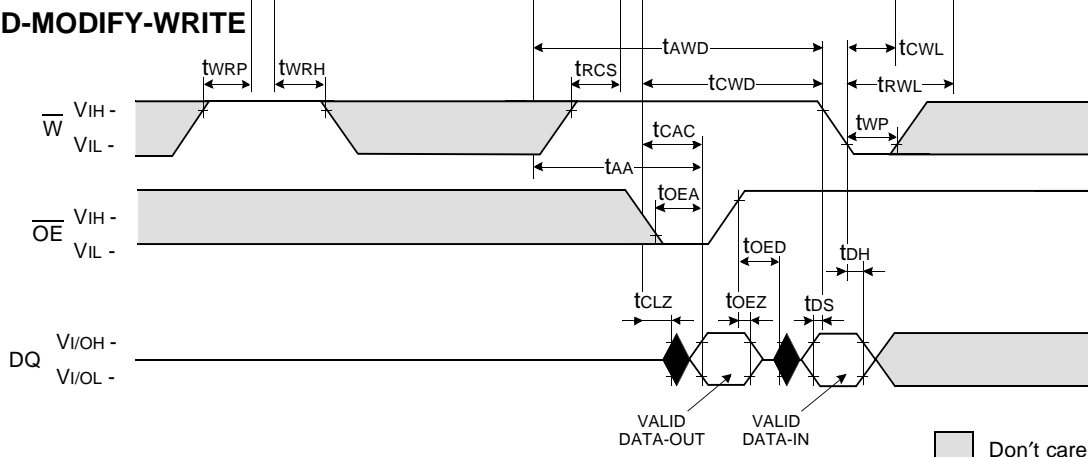 D-MODIFY-WRITE
tAWD
tCWL
tWRP
tWRH
tRCS
tCWD
tRWL
W
VIH -
VIL -
tCAC
tWP
tAA
OE
VIH -
VIL -
tOEA
tOED
tDH
tCLZ
tOEZ
tDS
DQ
VI/OH -
VI/OL -
VALID
DATA-OUT
VALID
DATA-IN
Don′t care